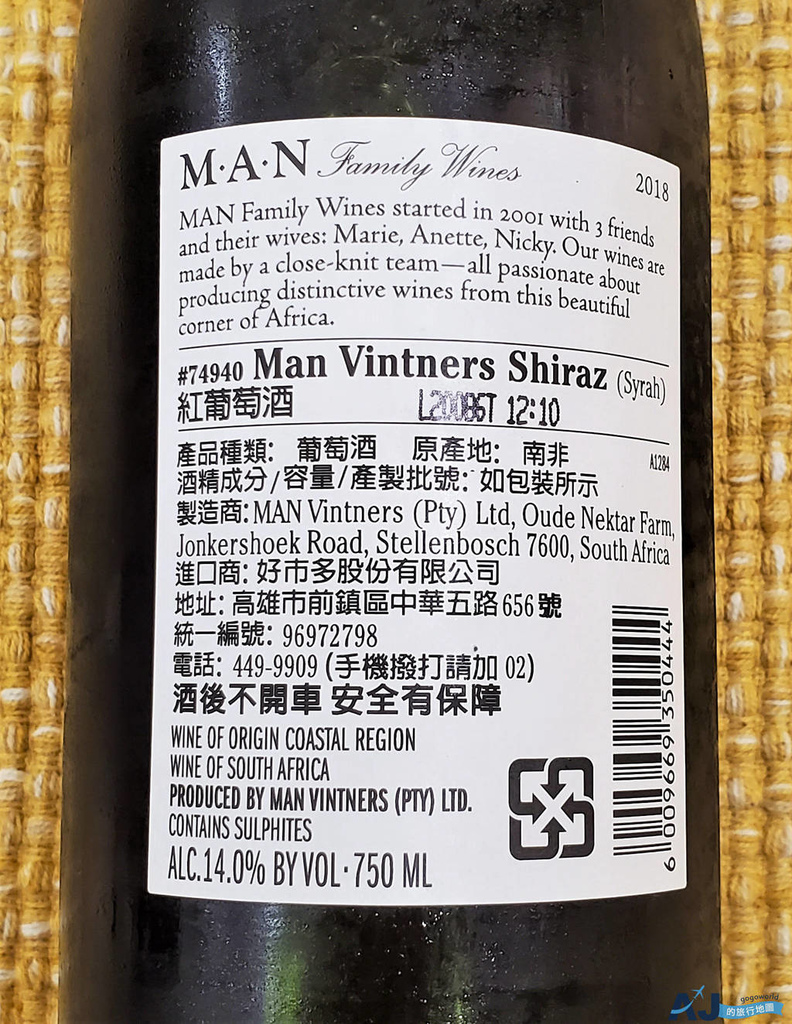 M·A·N Family Wines
2018
MAN Family Wines started in 2001 with 3 friends
and their wives: Marie, Anette, Nicky. Our wines are
made by a close-knit team—all passionate about
producing distinctive wines from this beautiful
corner of Africa.
#74940 Man Vintners Shiraz (Syrah)
紅葡萄酒
L20086T 12:10
產品種類: 葡萄酒 原產地: 南非
A1284
酒精成分/容量/產製批號: 如包裝所示
製造商: MAN Vintners (Pty) Ltd, Oude Nektar Farm,
Jonkershoek Road, Stellenbosch 7600, South Africa
進口商: 好市多股份有限公司
地址: 高雄市前鎮區中華五路656號
統一編號: 96972798
電話: 449-9909 (手機撥打請加 02)
酒後不開車 安全有保障
WINE OF ORIGIN COASTAL REGION
WINE OF SOUTH AFRICA
PRODUCED BY MAN VINTNERS (PTY) LTD.
CONTAINS SULPHITES
ALC.14.0% BY VOL·750 ML
6 009669 350444
AJ gogoworld
的旅行地圖